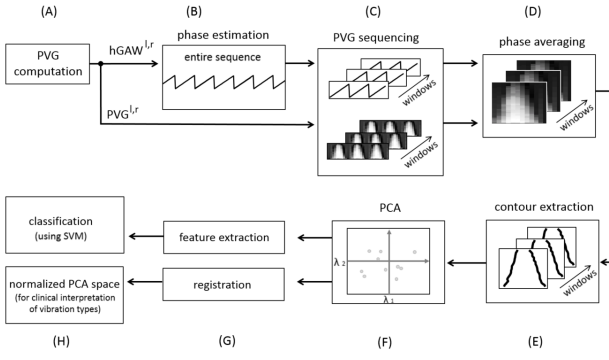 (A)
(B)
(C)
(D)
phase estimation
PVG sequencing
phase averaging
PVG
computation
hGAW l,r
entire sequence
PVG l,r
windows
windows
windows
PCA
contour extraction
classification
(using SVM)
feature extraction
λ 2
λ 1
windows
normalized PCA space
(for clinical interpretation
of vibration types)
registration
(H)
(G)
(F)
(E)